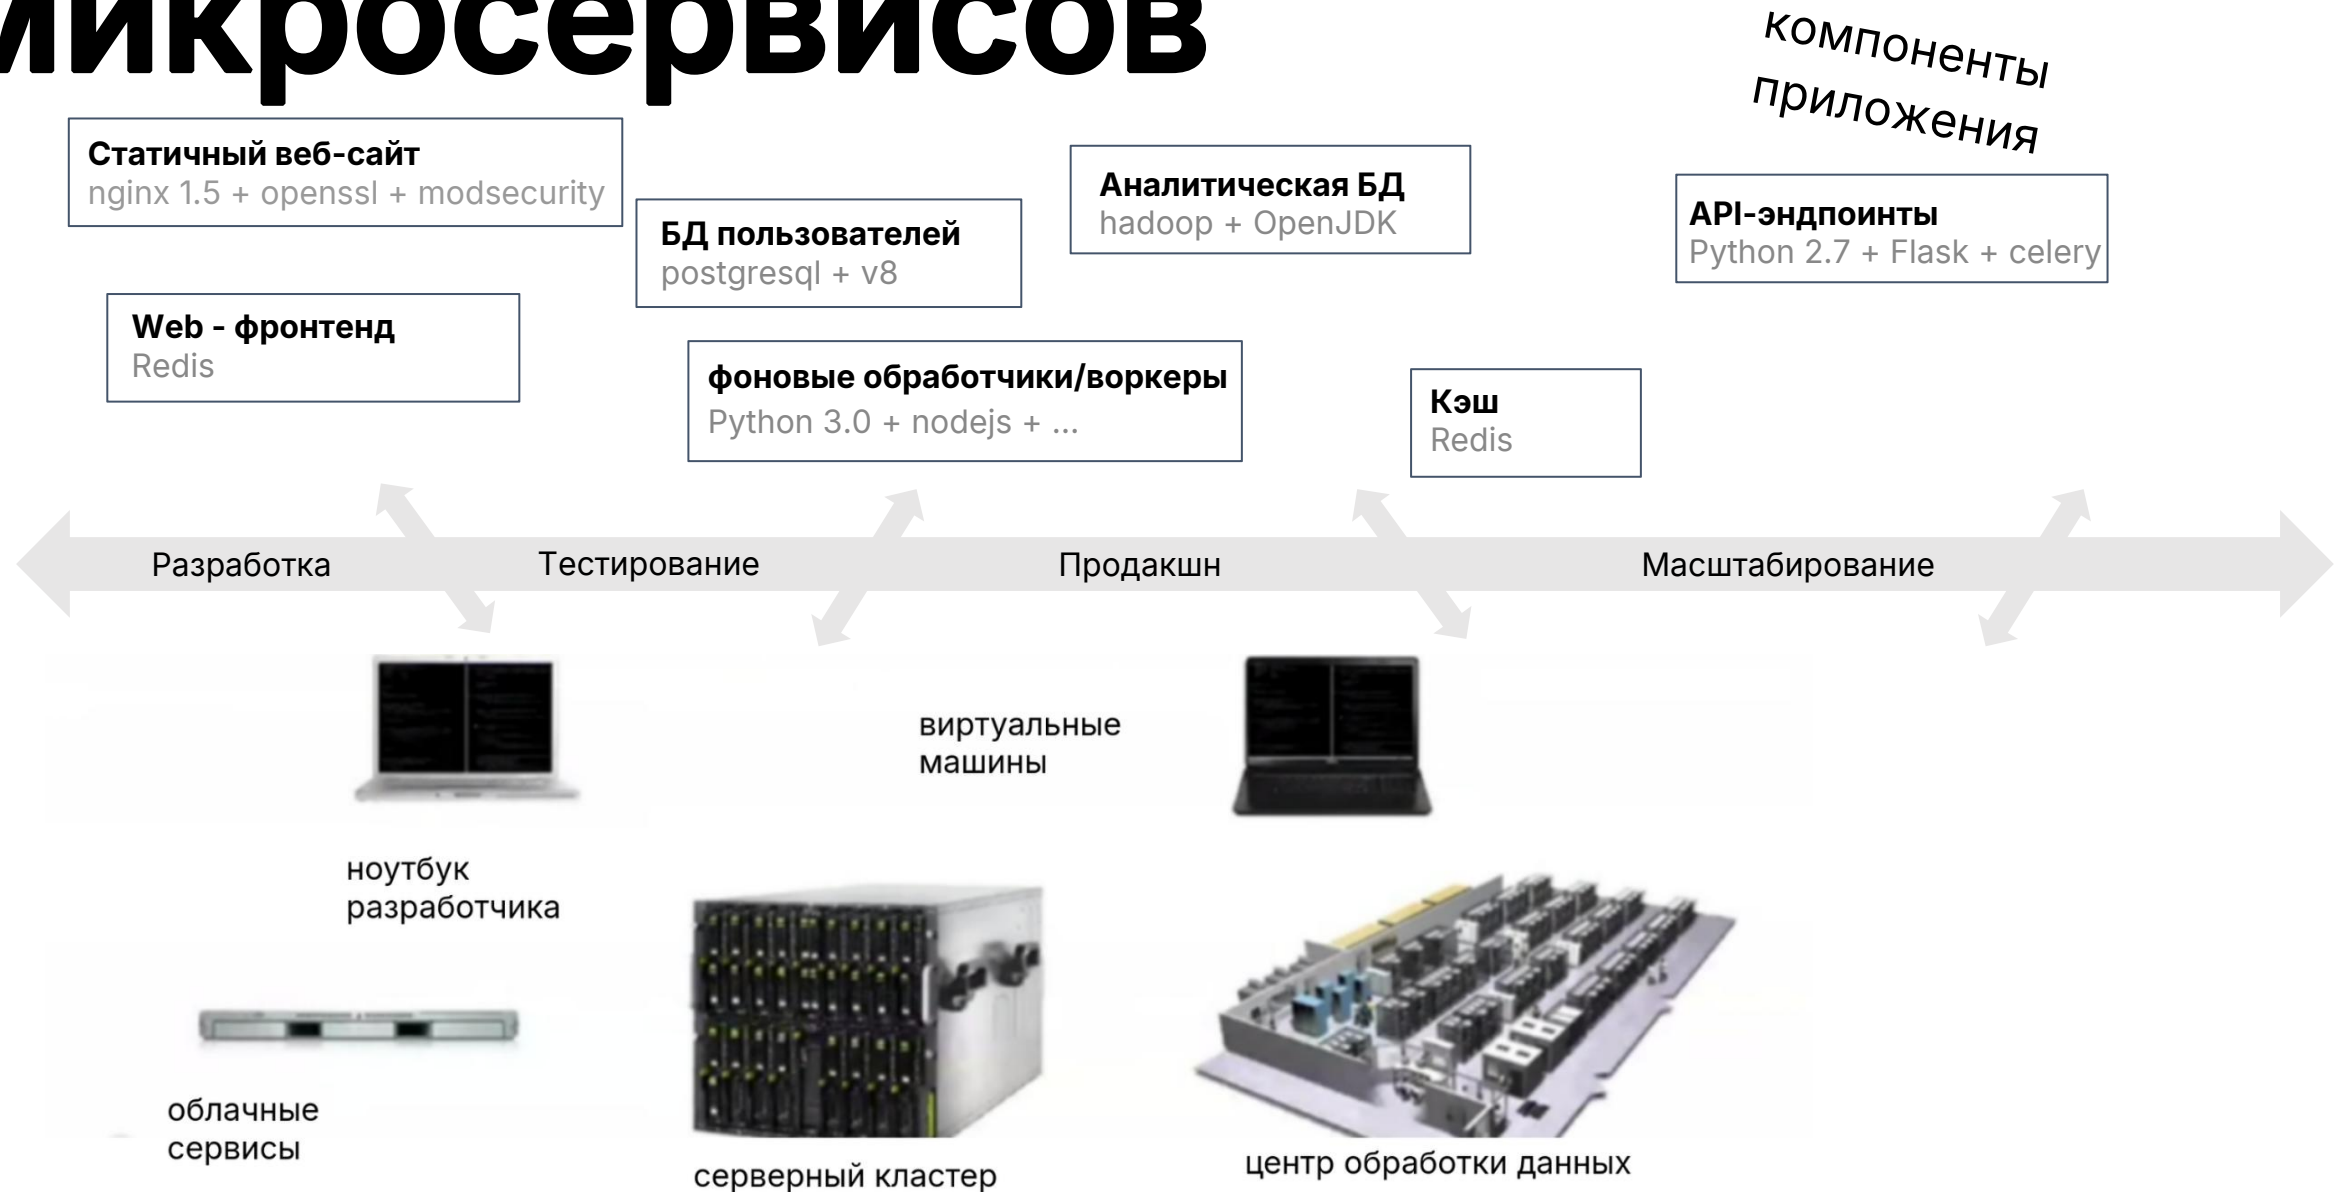 микросервисов
компоненты
приложения
Статичный веб-сайт
nginx 1.5 + openssl + modsecurity
БД пользователей
postgresql + v8
Аналитическая БД
hadoop + OpenJDK
API-эндпоинты
Python 2.7 + Flask + celery
Web - фронтенд
Redis
фоновые обработчики/воркеры
Python 3.0 + nodejs + ...
Кэш
Redis
Разработка
Тестирование
Продакшн
Масштабирование
виртуальные
машины
ноутбук
разработчика
облачные
сервисы
серверный кластер
центр обработки данных